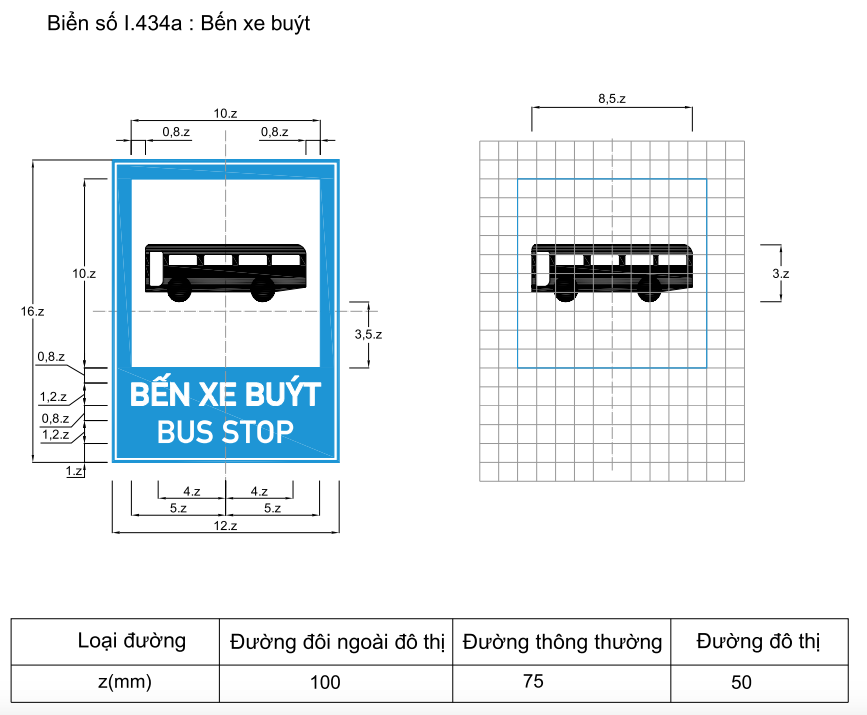 Biển số I.434a : Bến xe buýt
8,5.z
10.z
0,8.z 0,8.z
10.z
3.z
16.z
3,5.z
0,8.z
BẾN XE BUÝT
1,2.z
0,8.z
BUS STOP
1,2.z
1.z
4.z 4.z
5.z 5.z
12.z
Loại đường Đường đôi ngoài đô thị Đường thông thường Đường đô thị
z(mm) 100 75 50